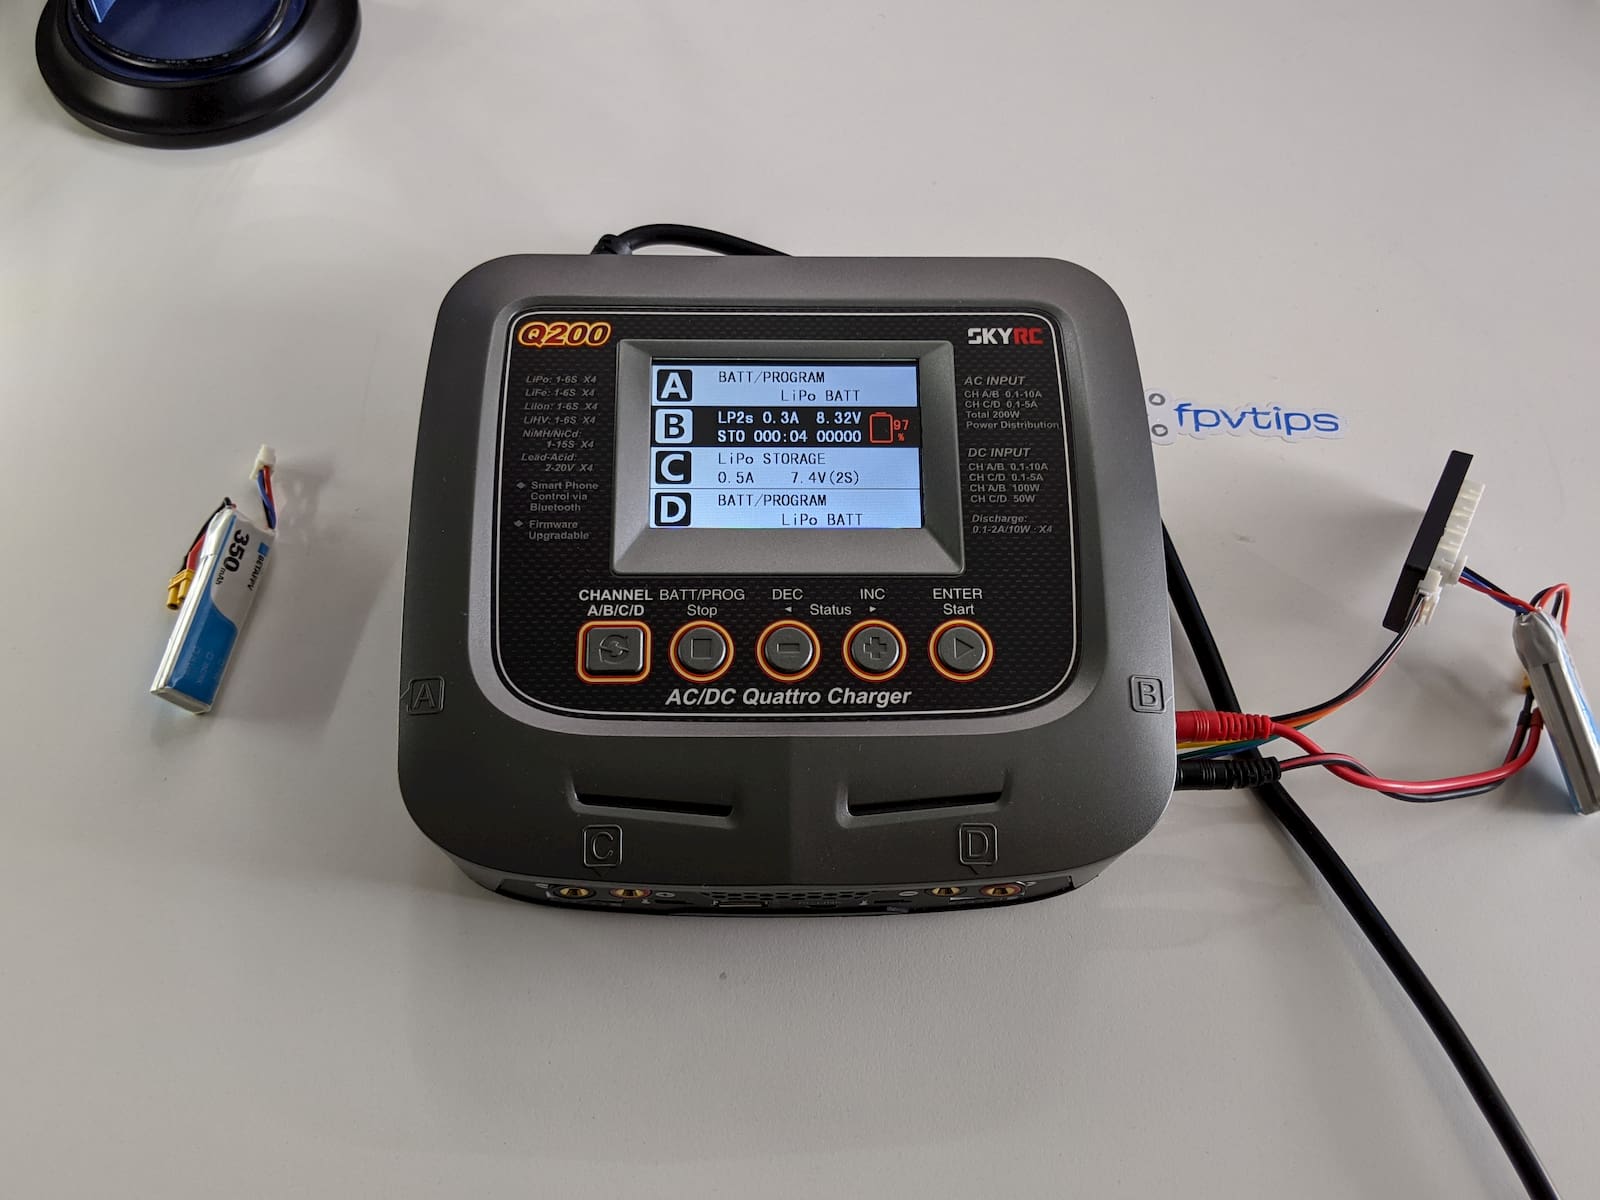 Q200
SKYRC
LiPo: 1-6S X4
LiFe: 1-6S X4
LiIon: 1-6S X4
LiHV: 1-6S X4
NiMH/NiCd:
1-15S X4
Lead-Acid:
2-20V X4
Smart Phone
Control via
Bluetooth
Firmware
Upgradable
A BATT/PROGRAM
LiPo BATT
B LP2s 0.3A 8.32V
STO 000:04 00000
97
%
C LiPo STORAGE
0.5A 7.4V(2S)
D BATT/PROGRAM
LiPo BATT
AC INPUT
CH A/B 0.1-10A
CH C/D 0.1-5A
Total 200W
Power Distribution
DC INPUT
CH A/B 0.1-10A
CH C/D 0.1-5A
CH A/B 100W
CH C/D 50W
Discharge:
0.1-2A/10W X4
CHANNEL BATT/PROG DEC INC ENTER
A/B/C/D Stop Status Start
AC/DC Quattro Charger
A
B
C
D
fpvtips
350mAh
BETAFPV